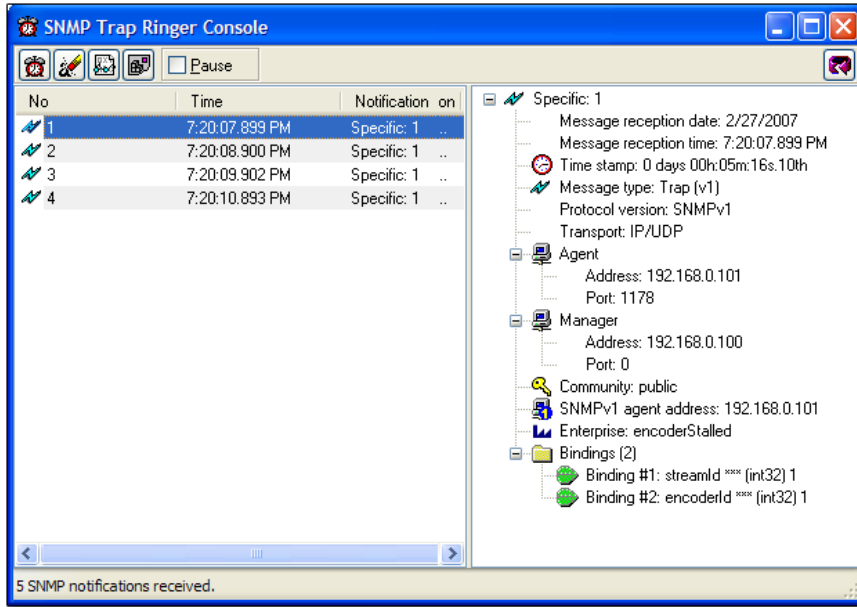 SNMP Trap Ringer Console
Pause
No Time Notification on
1 7:20:07.899 PM Specific: 1 ..
2 7:20:08.900 PM Specific: 1 ..
3 7:20:09.902 PM Specific: 1 ..
4 7:20:10.893 PM Specific: 1 ..
Specific: 1
Message reception date: 2/27/2007
Message reception time: 7:20:07.899 PM
Time stamp: 0 days 00h:05m:16s.10th
Message type: Trap (v1)
Protocol version: SNMPv1
Transport: IP/UDP
Agent
Address: 192.168.0.101
Port: 1178
Manager
Address: 192.168.0.100
Port: 0
Community: public
SNMPv1 agent address: 192.168.0.101
Enterprise: encoderStalled
Bindings (2)
Binding #1: streamId *** (int32) 1
Binding #2: encoderId *** (int32) 1
5 SNMP notifications received.